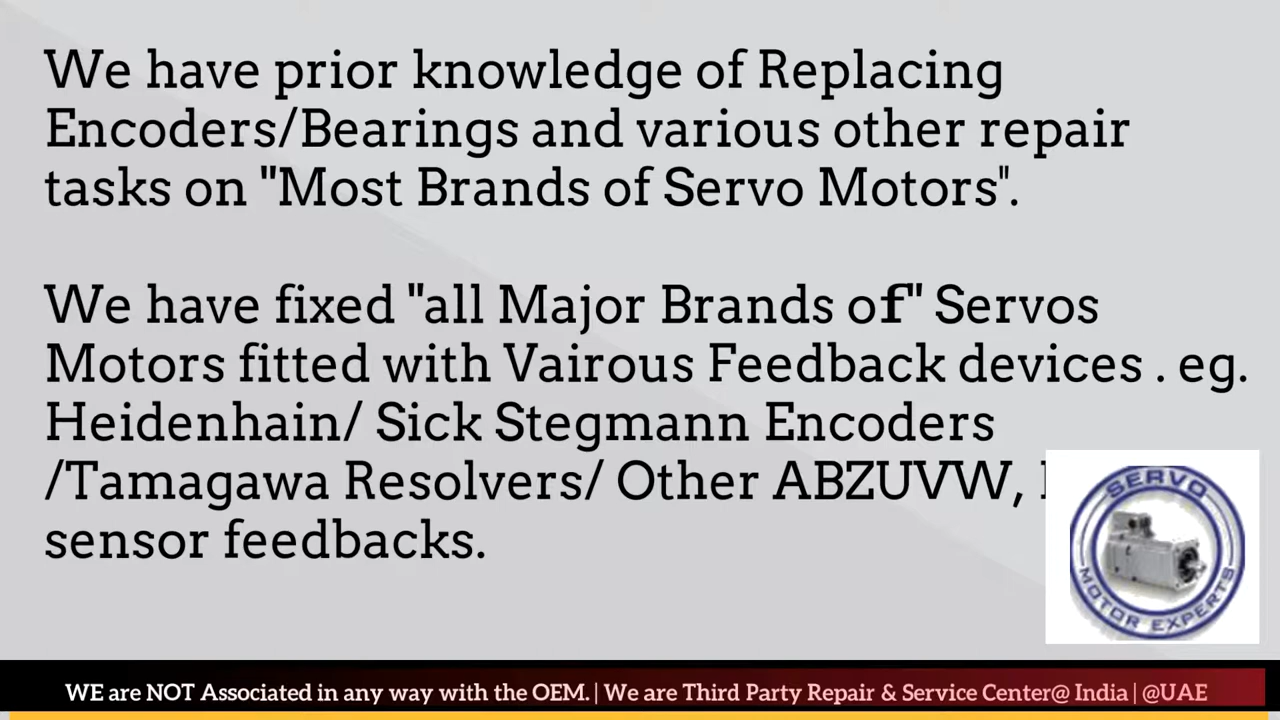 We have prior knowledge of Replacing
Encoders/Bearings and various other repair
tasks on "Most Brands of Servo Motors".
We have fixed "all Major Brands of" Servos
Motors fitted with Vairous Feedback devices . eg.
Heidenhain/ Sick Stegmann Encoders
/Tamagawa Resolvers/ Other ABZUVW,
sensor feedbacks.
SERVO
MOTOR EXPERTS
WE are NOT Associated in any way with the OEM. | We are Third Party Repair & Service Center@ India | @UAE